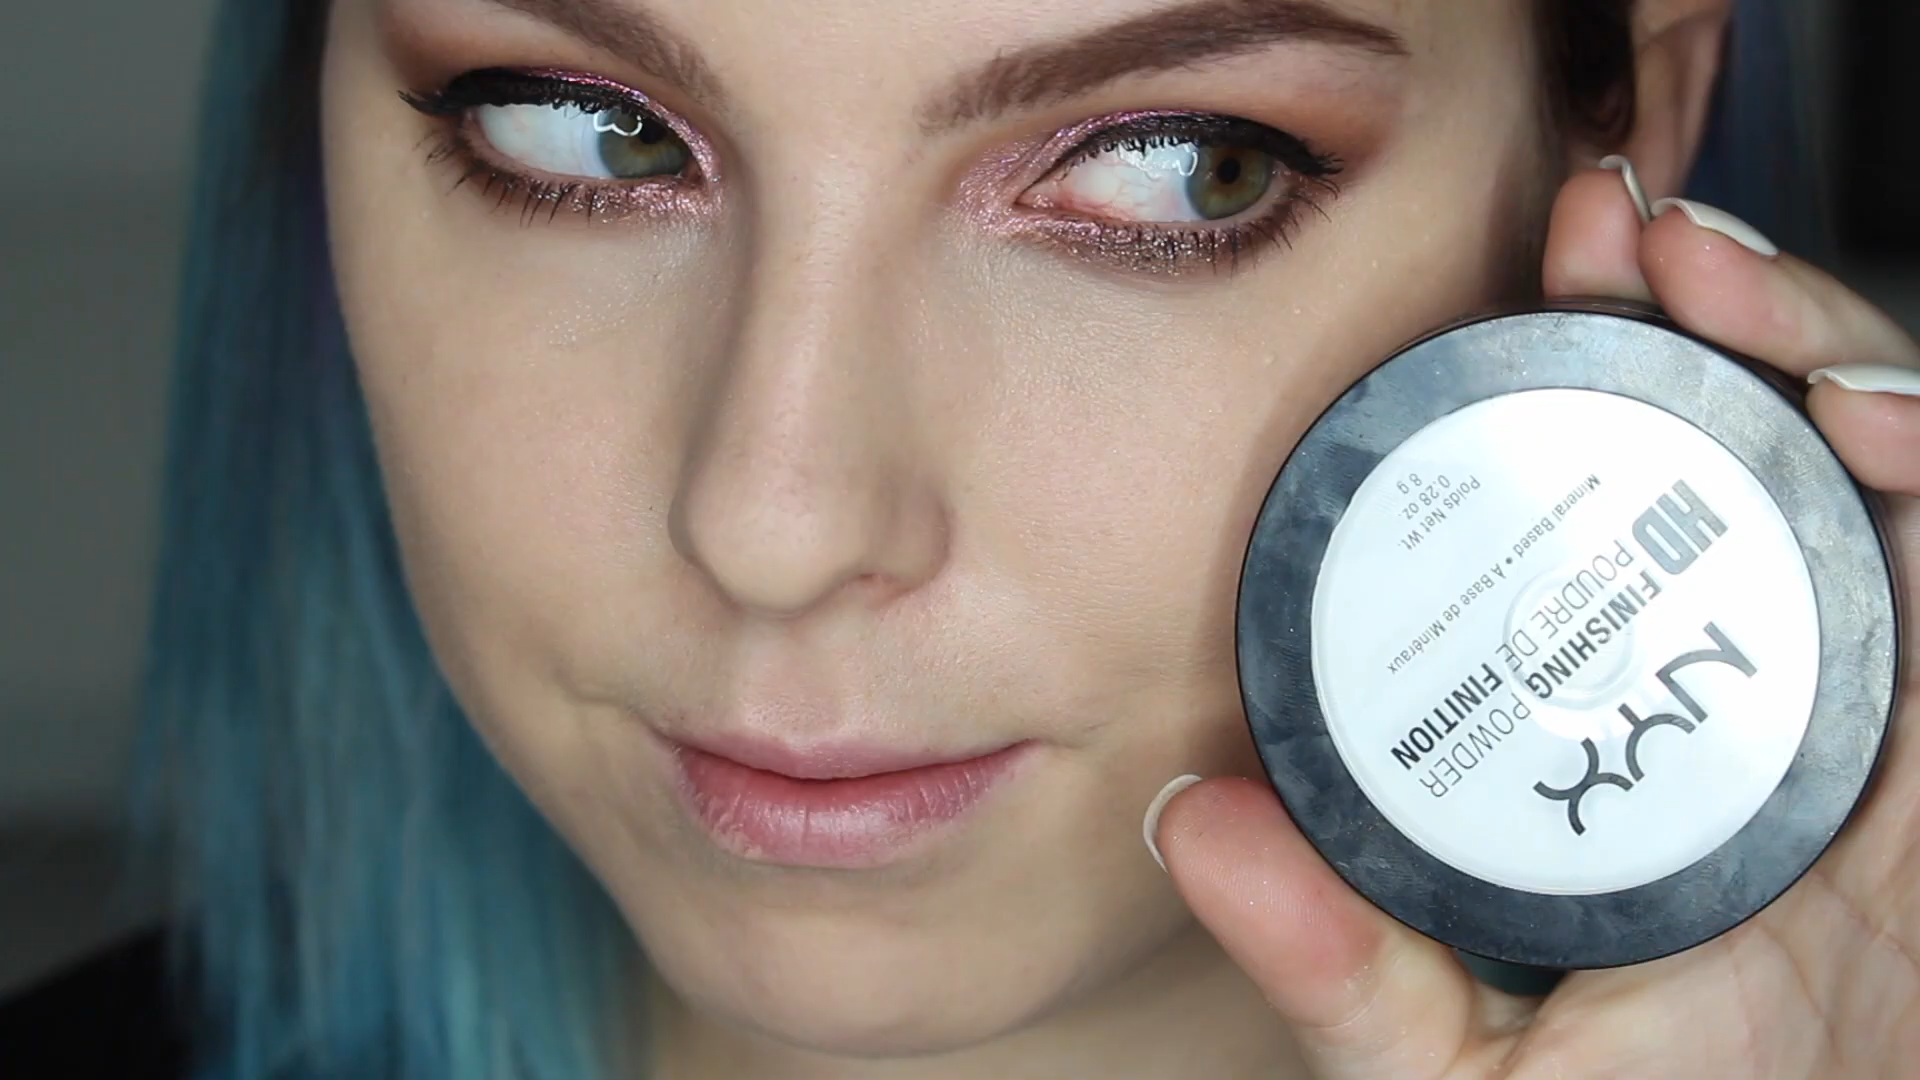 NYX
HD FINISHING POWDER
POUDRE DE FINITION
Mineral Based • À Base de Minéraux
Poids Net Wt.
0.28 oz.
8 g